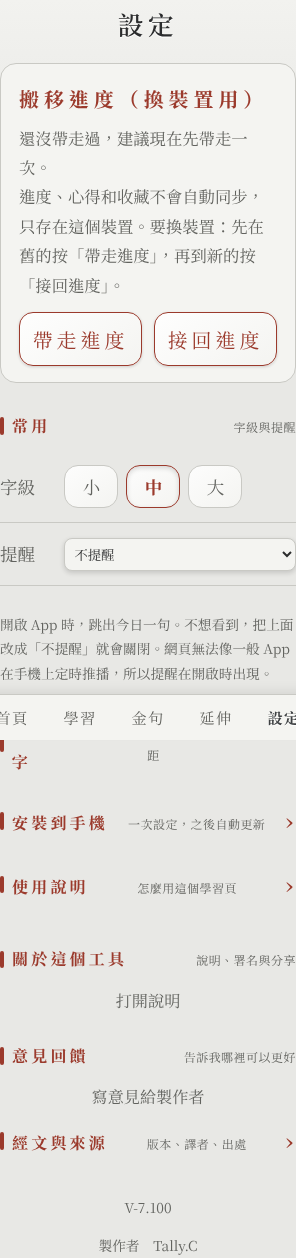 設定
搬移進度（換裝置用）
還沒帶走過，建議現在先帶走一
次。
進度、心得和收藏不會自動同步，
只存在這個裝置。要換裝置：先在
舊的按「帶走進度」，再到新的按
「接回進度」。
帶走進度 接回進度
常用 字級與提醒
字級 小 中 大
提醒 不提醒
開啟 App 時，跳出今日一句。不想看到，把上面
改成「不提醒」就會關閉。網頁無法像一般 App
在手機上定時推播，所以提醒在開啟時出現。
首頁 學習 金句 延伸 設定
字 距
安裝到手機 一次設定，之後自動更新
使用說明 怎麼用這個學習頁
關於這個工具 說明、署名與分享
打開說明
意見回饋 告訴我哪裡可以更好
寫意見給製作者
經文與來源 版本、譯者、出處
V-7.100
製作者 Tally.C